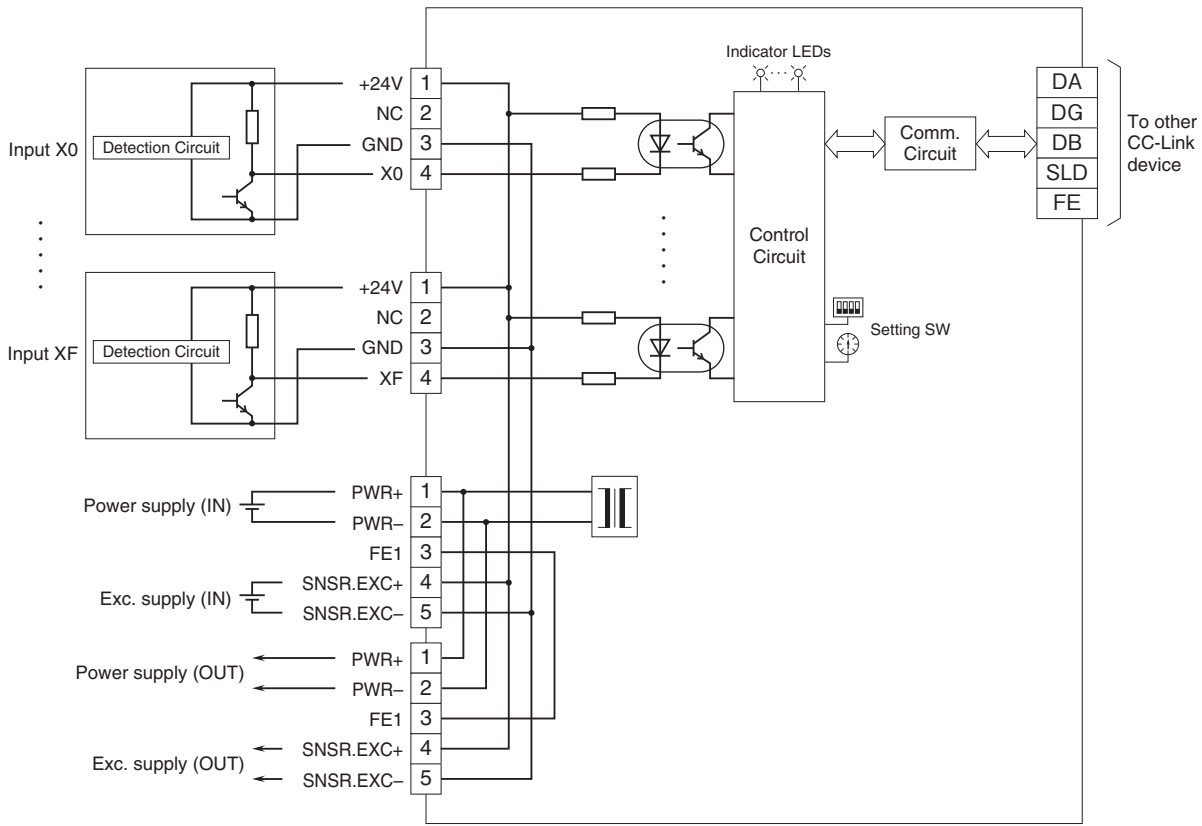 Indicator LEDs
Input X0
Detection Circuit
+24V 1
NC 2
GND 3
X0 4
Control
Circuit
Comm.
Circuit
DA
DG
DB
SLD
FE
To other
CC-Link
device
Input XF
Detection Circuit
+24V 1
NC 2
GND 3
XF 4
Setting SW
Power supply (IN)
PWR+ 1
PWR– 2
FE1 3
Exc. supply (IN)
SNSR.EXC+ 4
SNSR.EXC– 5
Power supply (OUT)
PWR+ 1
PWR– 2
FE1 3
Exc. supply (OUT)
SNSR.EXC+ 4
SNSR.EXC– 5